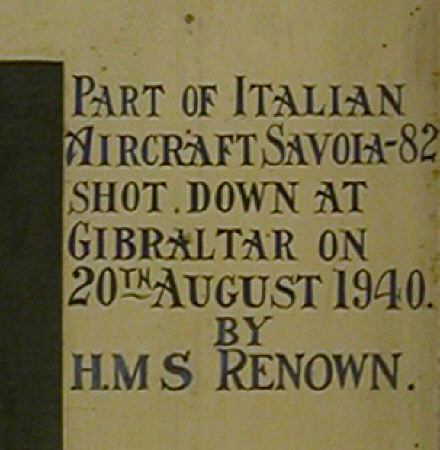 PART OF ITALIAN
AIRCRAFT SAVOIA-82
SHOT. DOWN AT
GIBRALTAR ON
20TH AUGUST 1940.
BY
H.M S RENOWN.